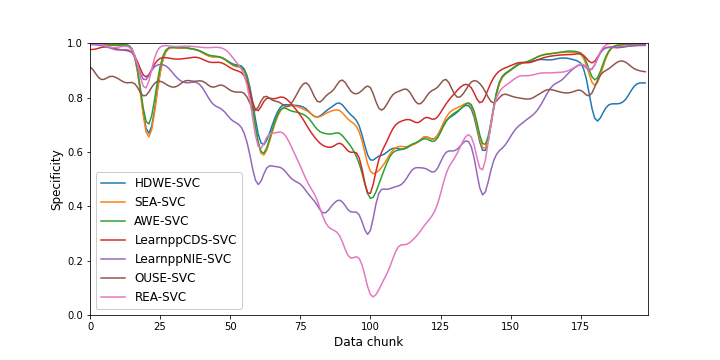 Specificity
1.0
0.8
0.6
0.4
0.2
0.0
HDWE-SVC
SEA-SVC
AWE-SVC
LearnppCDS-SVC
LearnppNIE-SVC
OUSE-SVC
REA-SVC
0 25 50 75 100 125 150 175
Data chunk